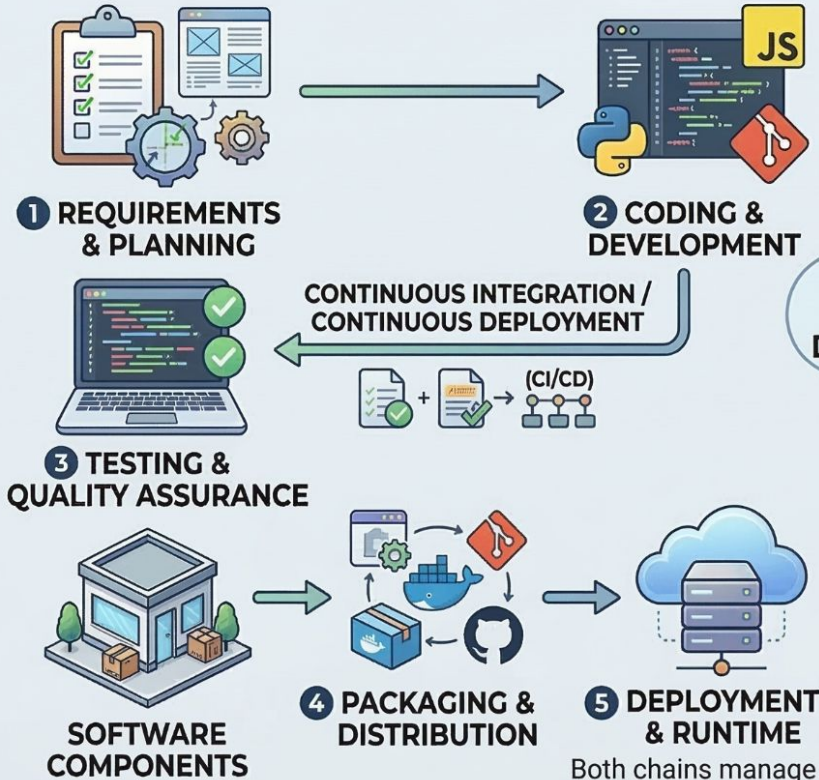 JS
1 REQUIREMENTS
& PLANNING
2 CODING &
DEVELOPMENT
CONTINUOUS INTEGRATION /
CONTINUOUS DEPLOYMENT
(CI/CD)
3 TESTING &
QUALITY ASSURANCE
SOFTWARE
COMPONENTS
4 PACKAGING &
DISTRIBUTION
5 DEPLOYMENT
& RUNTIME
Both chains manage